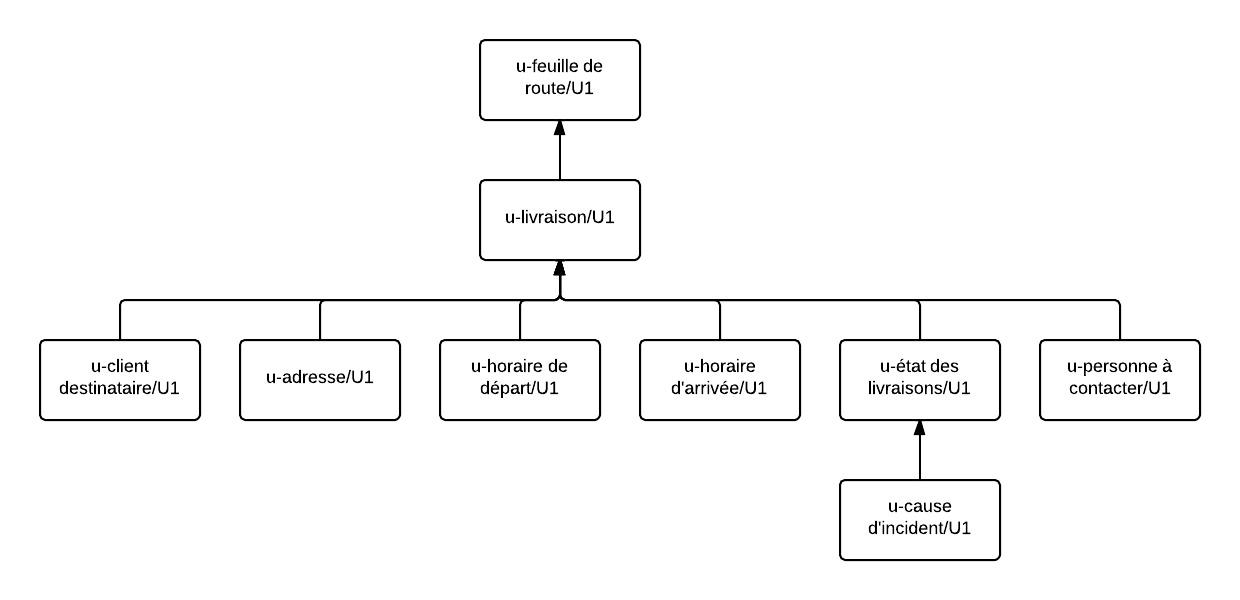 u-feuille de
route/U1
u-livraison/U1
u-client
destinataire/U1
u-adresse/U1
u-horaire de
départ/U1
u-horaire
d'arrivée/U1
u-état des
livraisons/U1
u-personne à
contacter/U1
u-cause
d'incident/U1